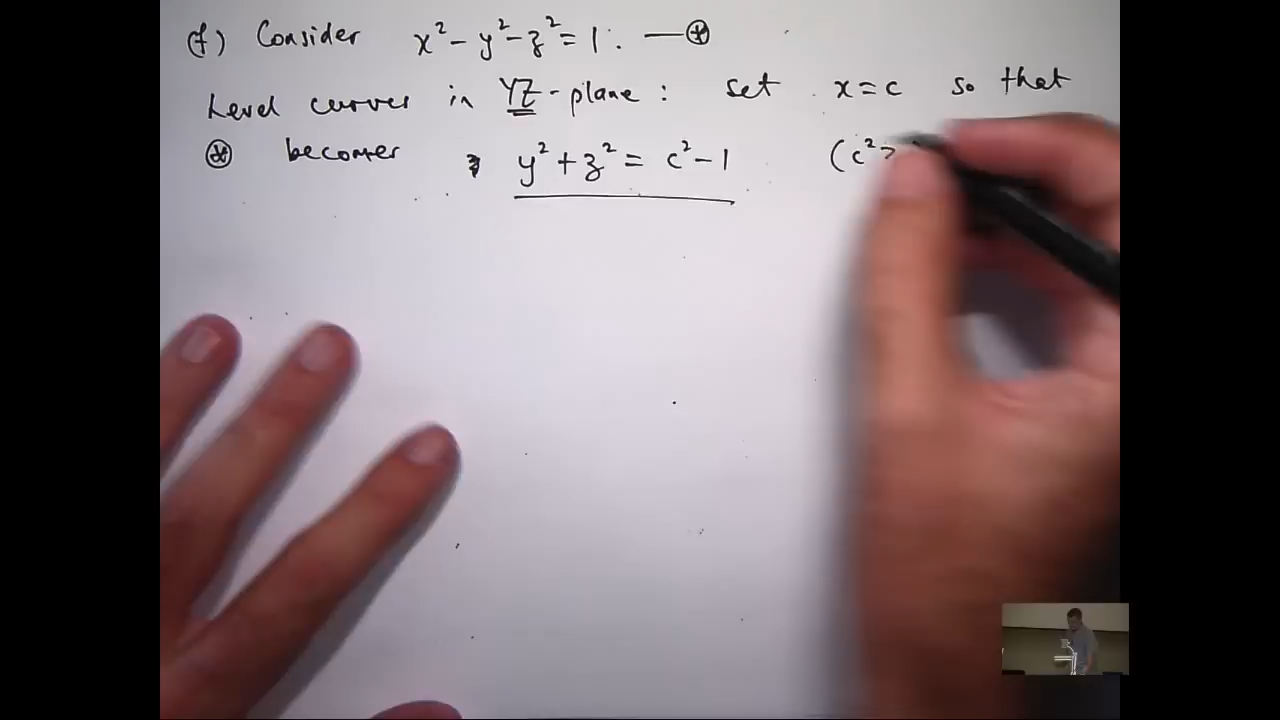 (f) Consider x² - y² - z² = 1. — ⊛
Level curves in YZ-plane : set x = c so that
⊛ becomes y² + z² = c² - 1 (c² >